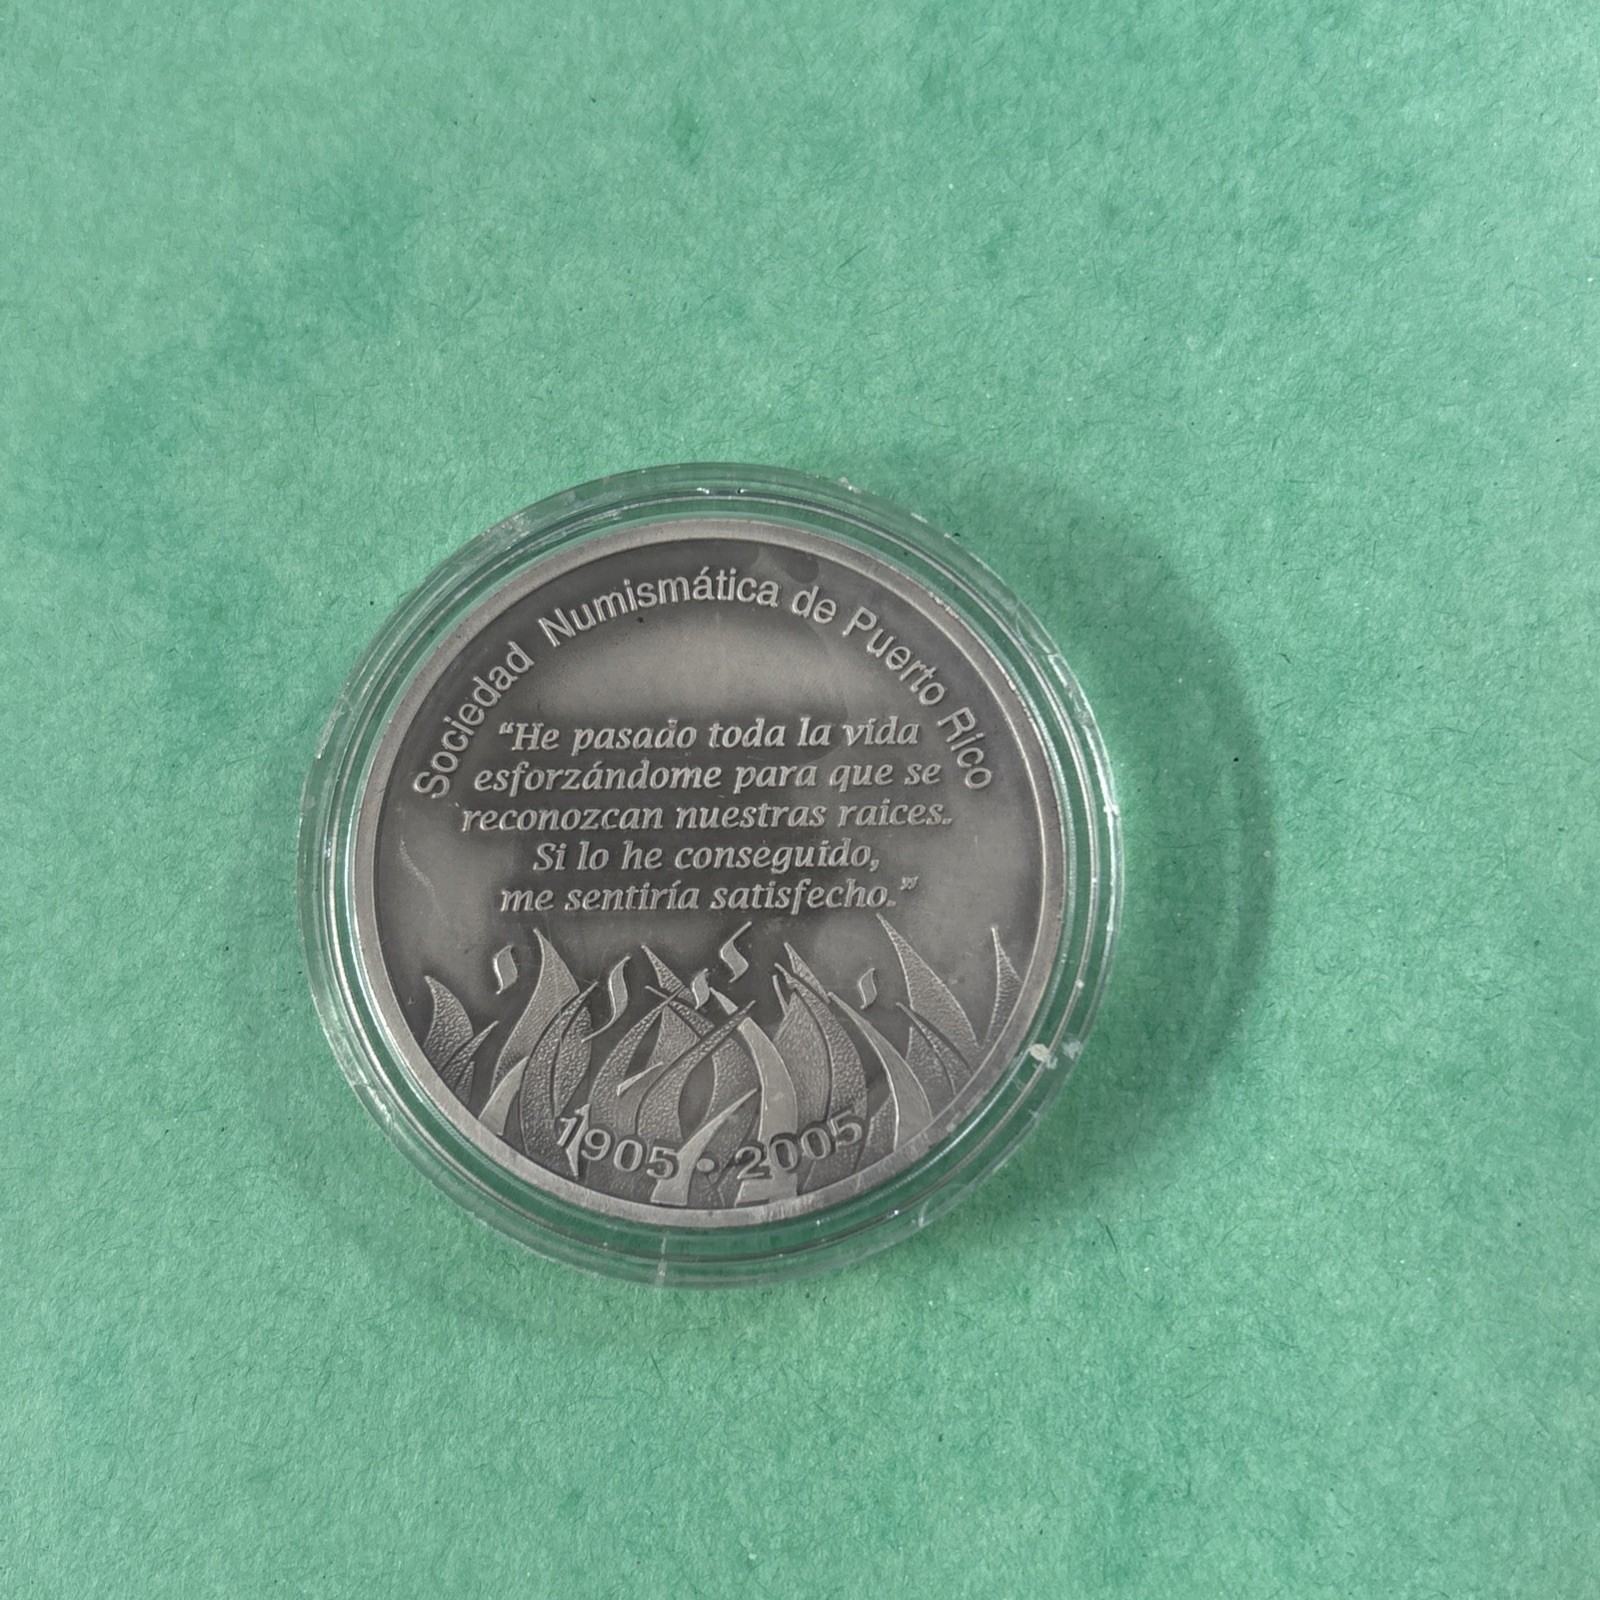 Sociedad Numismática de Puerto Rico
“He pasado toda la vida
esforzándome para que se
reconozcan nuestras raices.
Si lo he conseguido,
me sentiría satisfecho.”
1905 • 2005